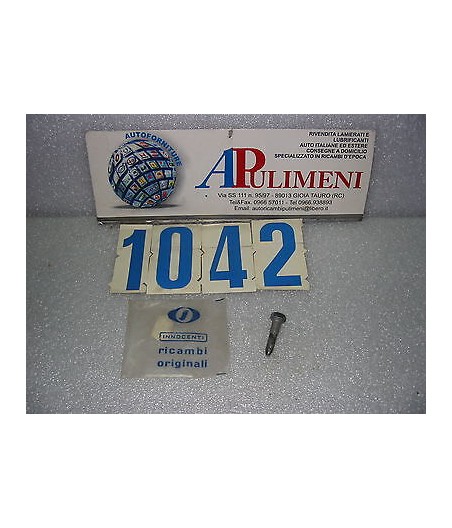 AUTOFORNITURE
RIVENDITA LAMIERATI E
LUBRIFICANTI
AUTO ITALIANE ED ESTERE
CONSEGNE A DOMICILIO
SPECIALIZZATO IN RICAMBI D'EPOCA
APULIMENI
Via SS 111 n. 95/97 - 89013 GIOIA TAURO (RC)
Tel&Fax. 0966 57011 - Tel 0966.938893
Email: autoricambipulimeni@libero.it
1042
INNOCENTI
ricambi
originali